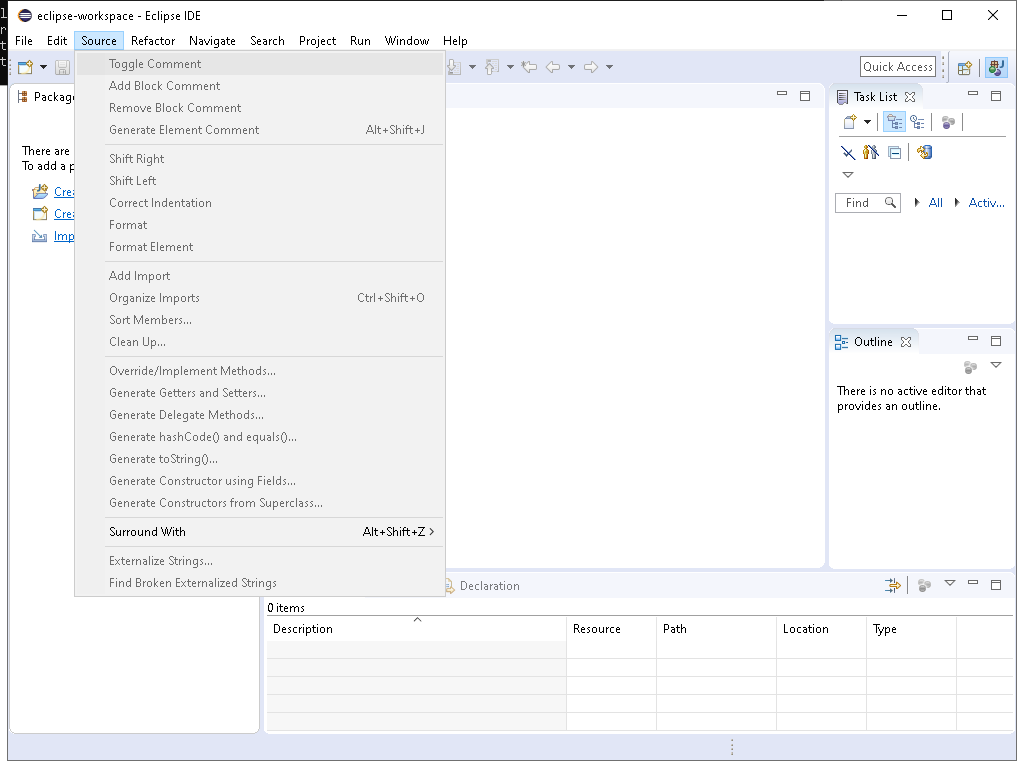 eclipse-workspace - Eclipse IDE
File Edit Source Refactor Navigate Search Project Run Window Help
Quick Access
Toggle Comment
Add Block Comment
Remove Block Comment
Generate Element Comment Alt+Shift+J
Shift Right
Shift Left
Correct Indentation
Format
Format Element
Add Import
Organize Imports Ctrl+Shift+O
Sort Members...
Clean Up...
Override/Implement Methods...
Generate Getters and Setters...
Generate Delegate Methods...
Generate hashCode() and equals()...
Generate toString()...
Generate Constructor using Fields...
Generate Constructors from Superclass...
Surround With Alt+Shift+Z
Externalize Strings...
Find Broken Externalized Strings
Packag
There are
To add a p
Crea
Crea
Imp
Task List
Find All Activ...
Outline
There is no active editor that
provides an outline.
Declaration
0 items
Description Resource Path Location Type